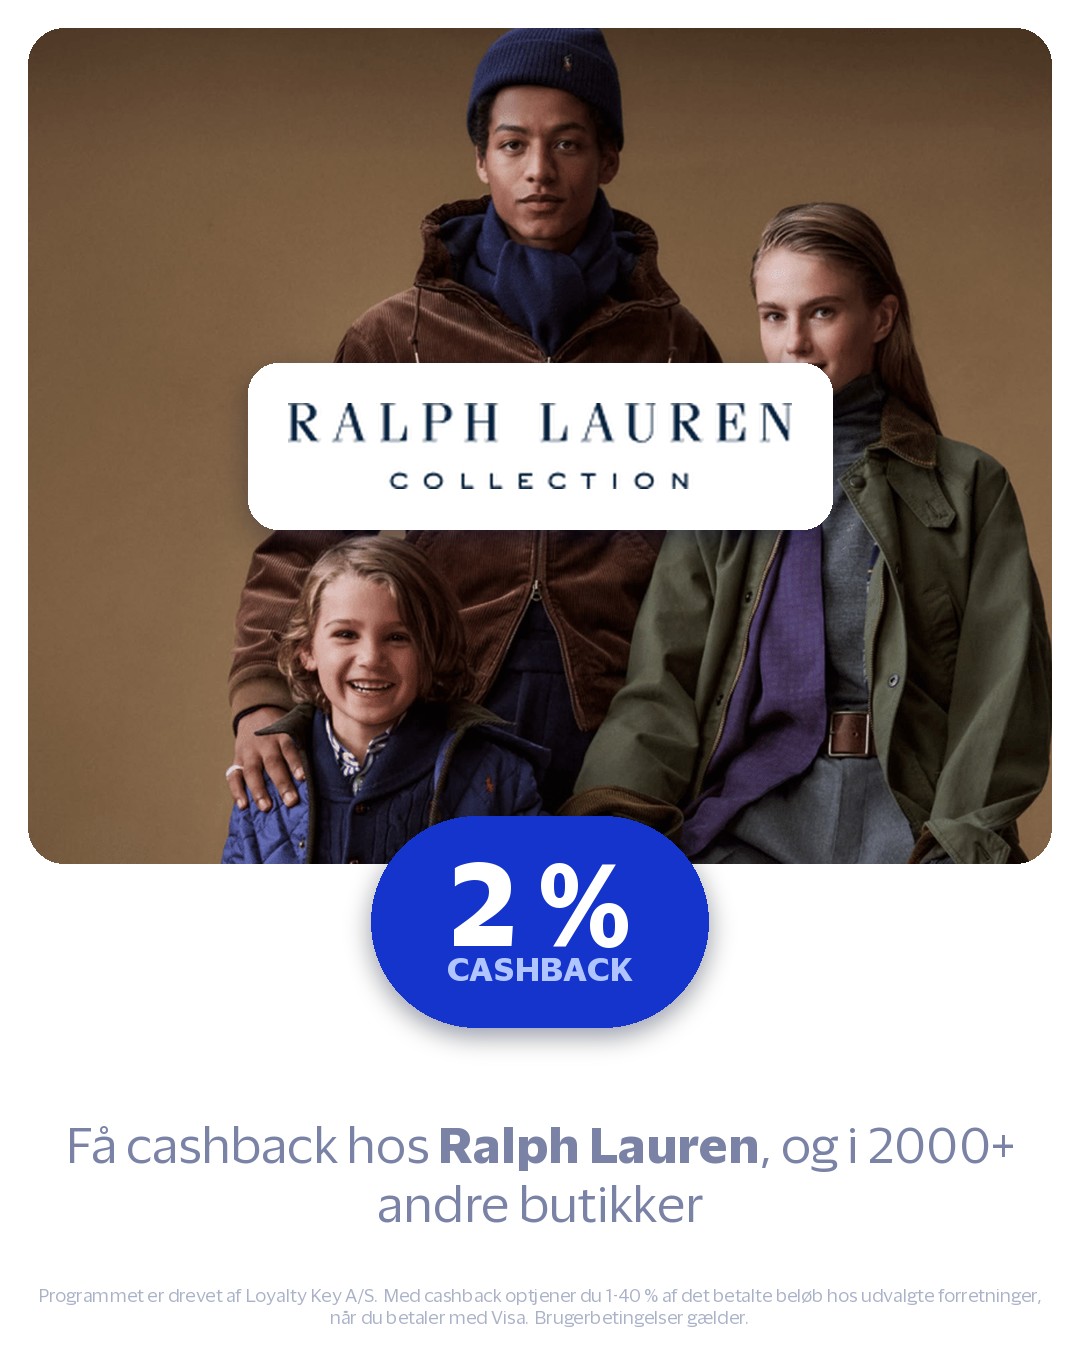 RALPH LAUREN
COLLECTION
2 %
CASHBACK
Få cashback hos Ralph Lauren, og i 2000+
andre butikker
Programmet er drevet af Loyalty Key A/S. Med cashback optjener du 1-40 % af det betalte beløb hos udvalgte forretninger,
når du betaler med Visa. Brugerbetingelser gælder.